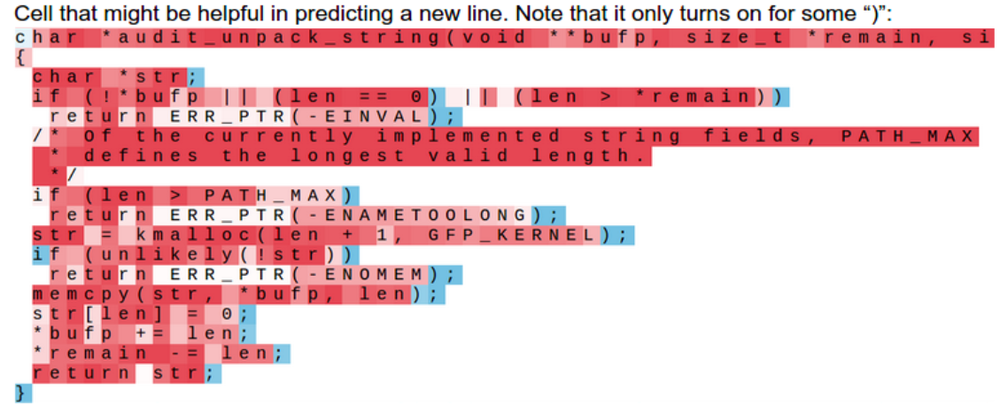 Cell that might be helpful in predicting a new line. Note that it only turns on for some “)”:
char *audit_unpack_string(void **bufp, size_t *remain, si
{
char *str;
if (!*bufp || (len == 0) || (len > *remain))
return ERR_PTR(-EINVAL);
/* Of the currently implemented string fields, PATH_MAX
* defines the longest valid length.
*/
if (len > PATH_MAX)
return ERR_PTR(-ENAMETOOLONG);
str = kmalloc(len + 1, GFP_KERNEL);
if (unlikely(!str))
return ERR_PTR(-ENOMEM);
memcpy(str, *bufp, len);
str[len] = 0;
*bufp += len;
*remain -= len;
return str;
}